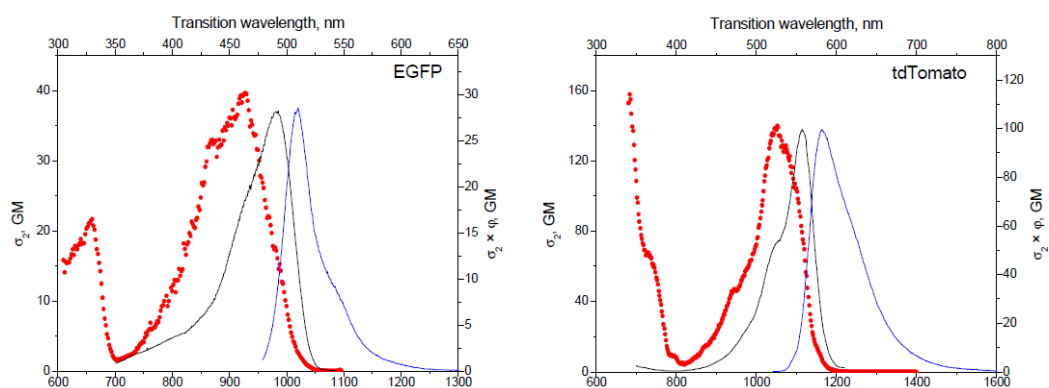 Transition wavelength, nm
300 350 400 450 500 550 600 650
EGFP
σ₂, GM
40
30
20
10
0
σ₂ × φ, GM
30
25
20
15
10
5
0
600 700 800 900 1000 1100 1200 1300
Transition wavelength, nm
300 400 500 600 700 800
tdTomato
σ₂, GM
160
120
80
40
0
σ₂ × φ, GM
120
100
80
60
40
20
0
600 800 1000 1200 1400 1600